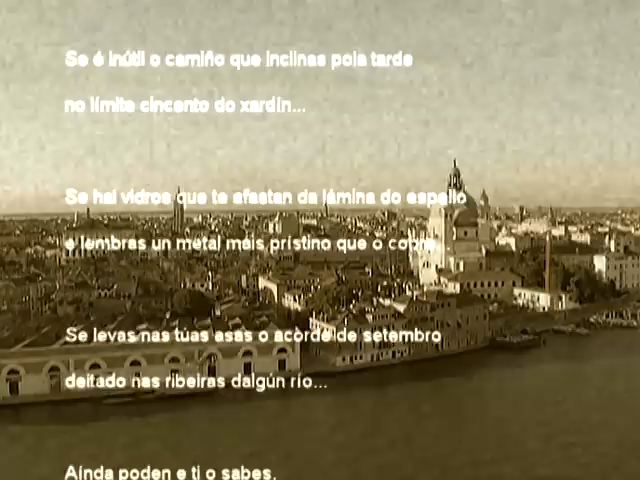 Se é inútil o camiño que inclinas pola tarde
no límite cincento do xardín...
Se hai vidros que te afastan da lámina do espello
e lembras un metal máis prístino que o cobre,
Se levas nas túas asas o acorde de setembro
deitado nas ribeiras dalgún río...
Aínda poden e ti o sabes,